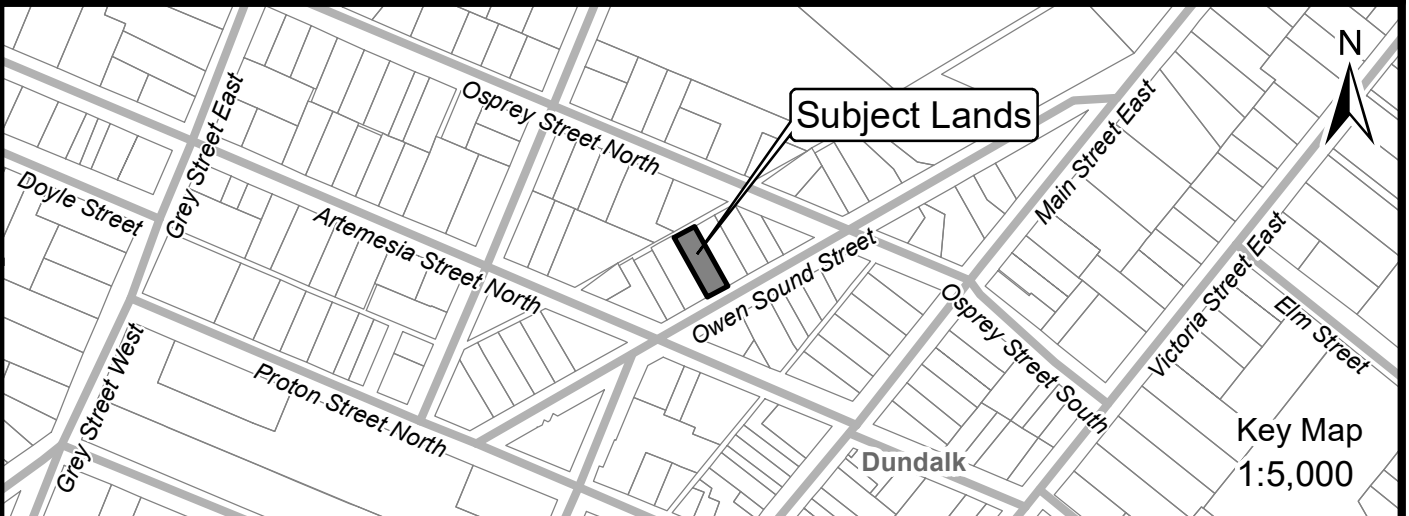 N
Subject Lands
Osprey Street North
Main Street East
Grey Street East
Doyle Street
Artemesia Street North
Owen Sound Street
Victoria Street East
Elm Street
Osprey Street South
Grey Street West
Proton Street North
Dundalk
Key Map
1:5,000